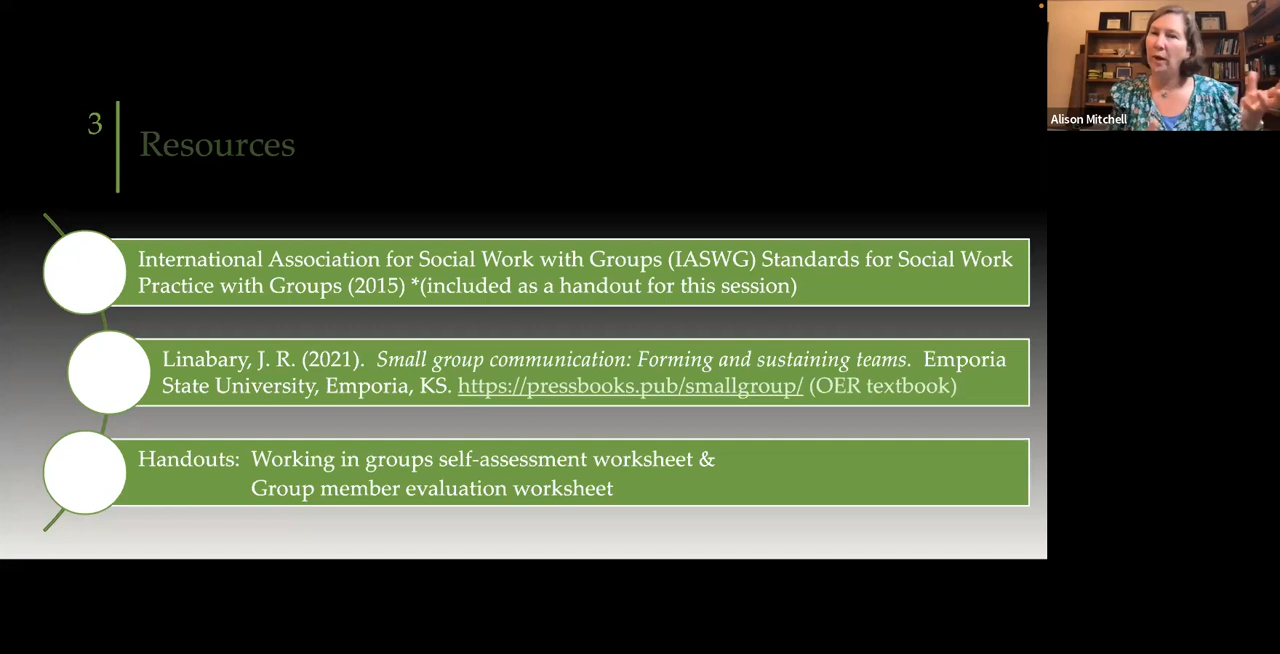 Alison Mitchell
3
Resources
International Association for Social Work with Groups (IASWG) Standards for Social Work
Practice with Groups (2015) *(included as a handout for this session)
Linabary, J. R. (2021).  Small group communication: Forming and sustaining teams.  Emporia
State University, Emporia, KS. https://pressbooks.pub/smallgroup/ (OER textbook)
Handouts:  Working in groups self-assessment worksheet &
Group member evaluation worksheet